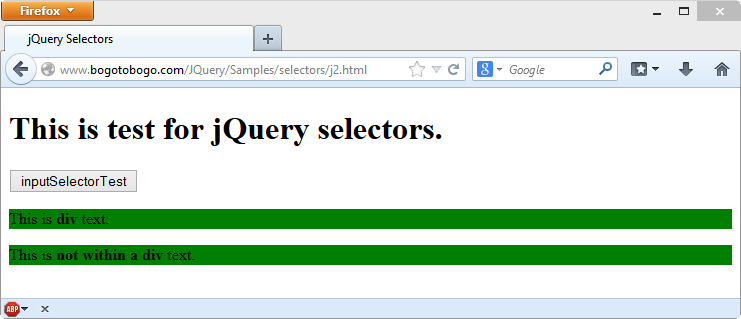 Firefox
jQuery Selectors
www.bogotobogo.com/JQuery/Samples/selectors/j2.html
Google
This is test for jQuery selectors.
inputSelectorTest
This is div text.
This is not within a div text.
ABP